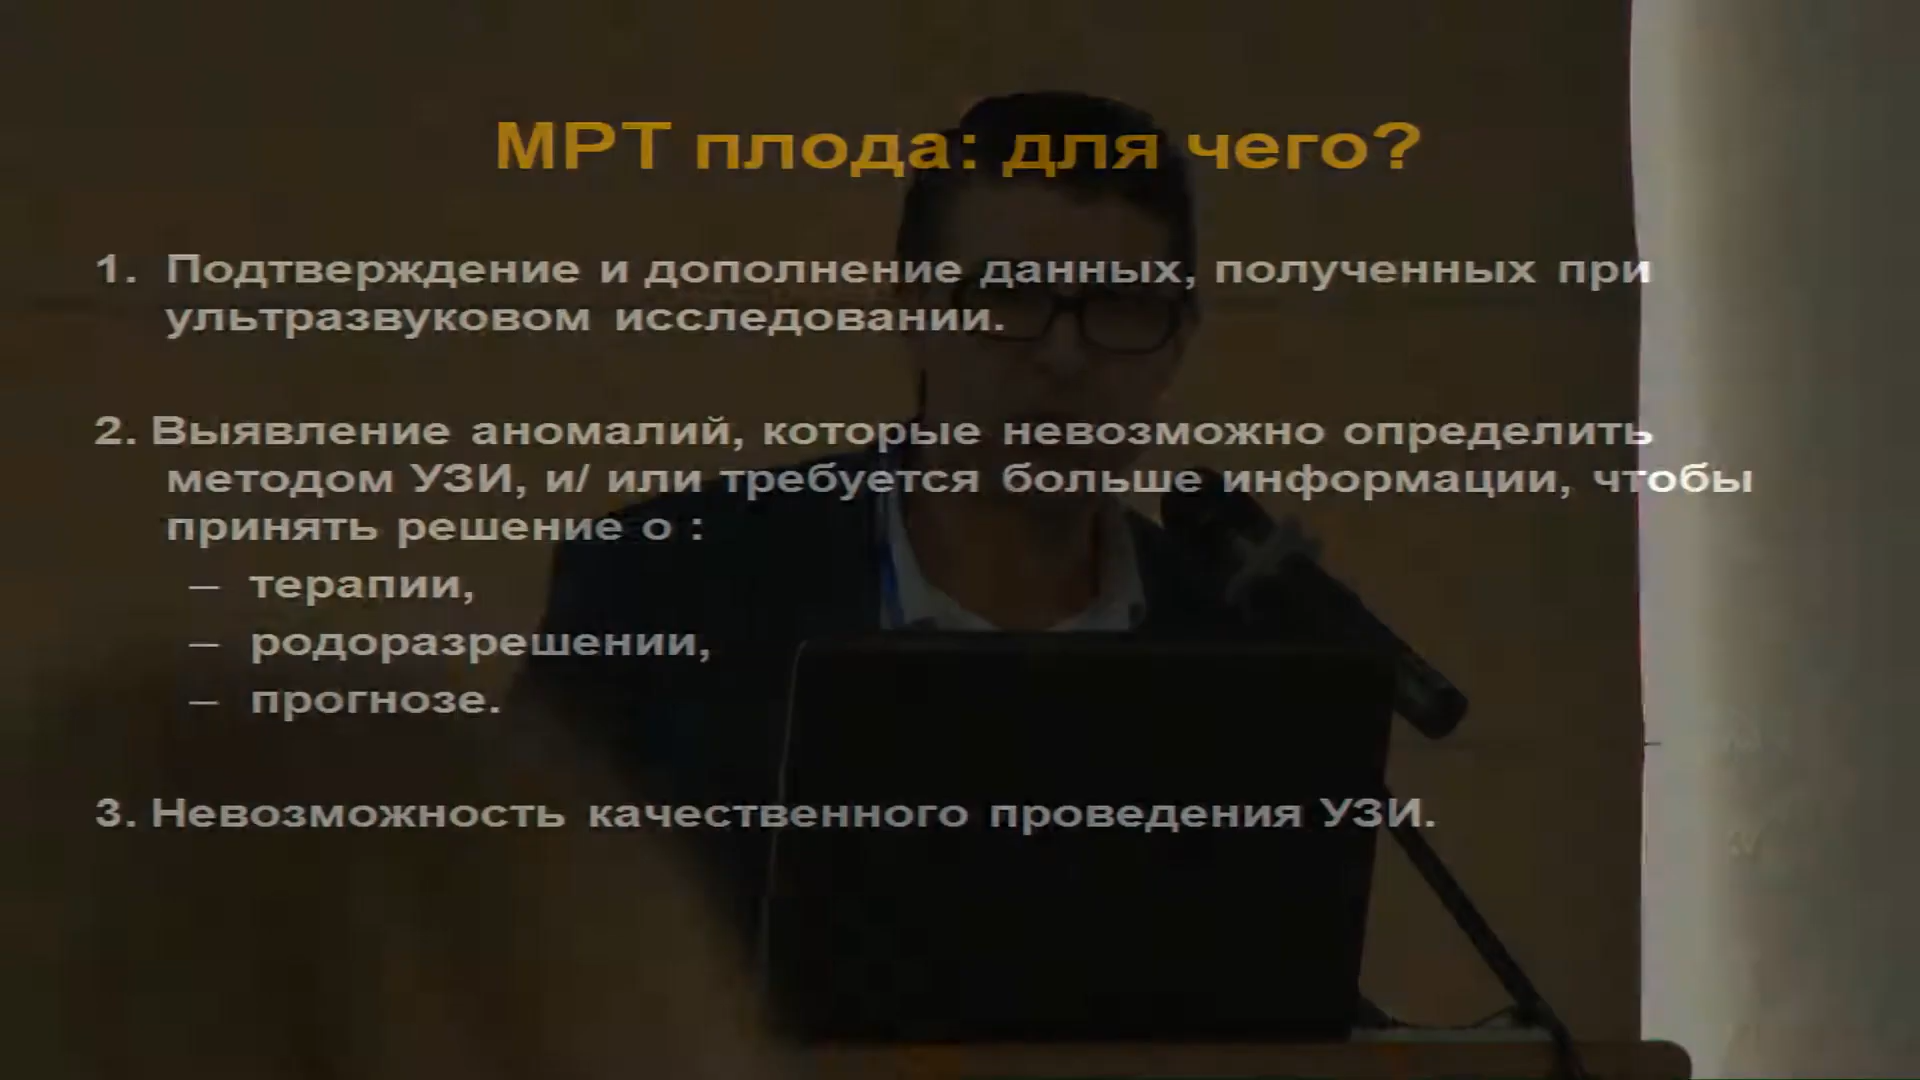 МРТ плода: для чего?
1. Подтверждение и дополнение данных, полученных при
ультразвуковом исследовании.
2. Выявление аномалий, которые невозможно определить
методом УЗИ, и/ или требуется больше информации, чтобы
принять решение о :
– терапии,
– родоразрешении,
– прогнозе.
3. Невозможность качественного проведения УЗИ.